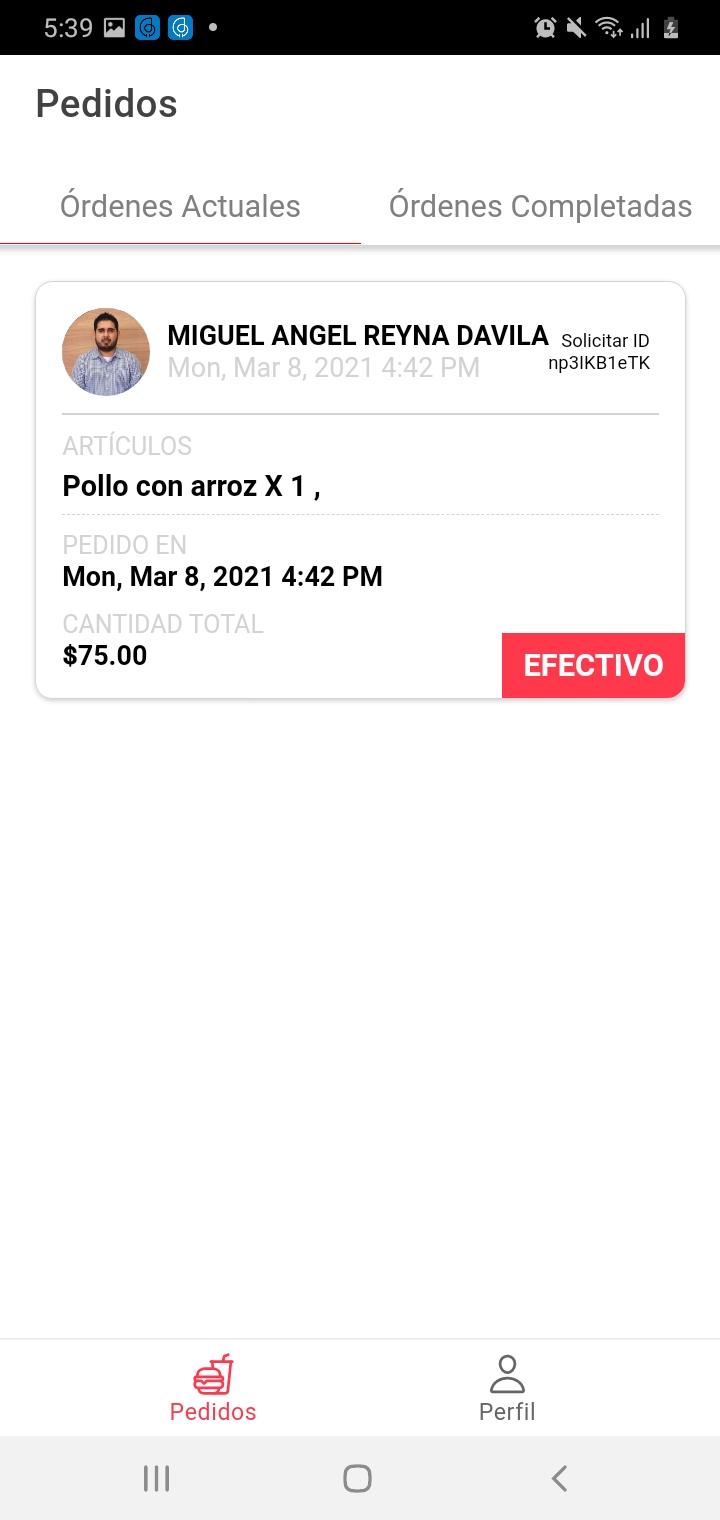 5:39
Pedidos
Órdenes Actuales
Órdenes Completadas
MIGUEL ANGEL REYNA DAVILA
Solicitar ID
Mon, Mar 8, 2021 4:42 PM
np3IKB1eTK
ARTÍCULOS
Pollo con arroz X 1 ,
PEDIDO EN
Mon, Mar 8, 2021 4:42 PM
CANTIDAD TOTAL
$75.00
EFECTIVO
Pedidos
Perfil